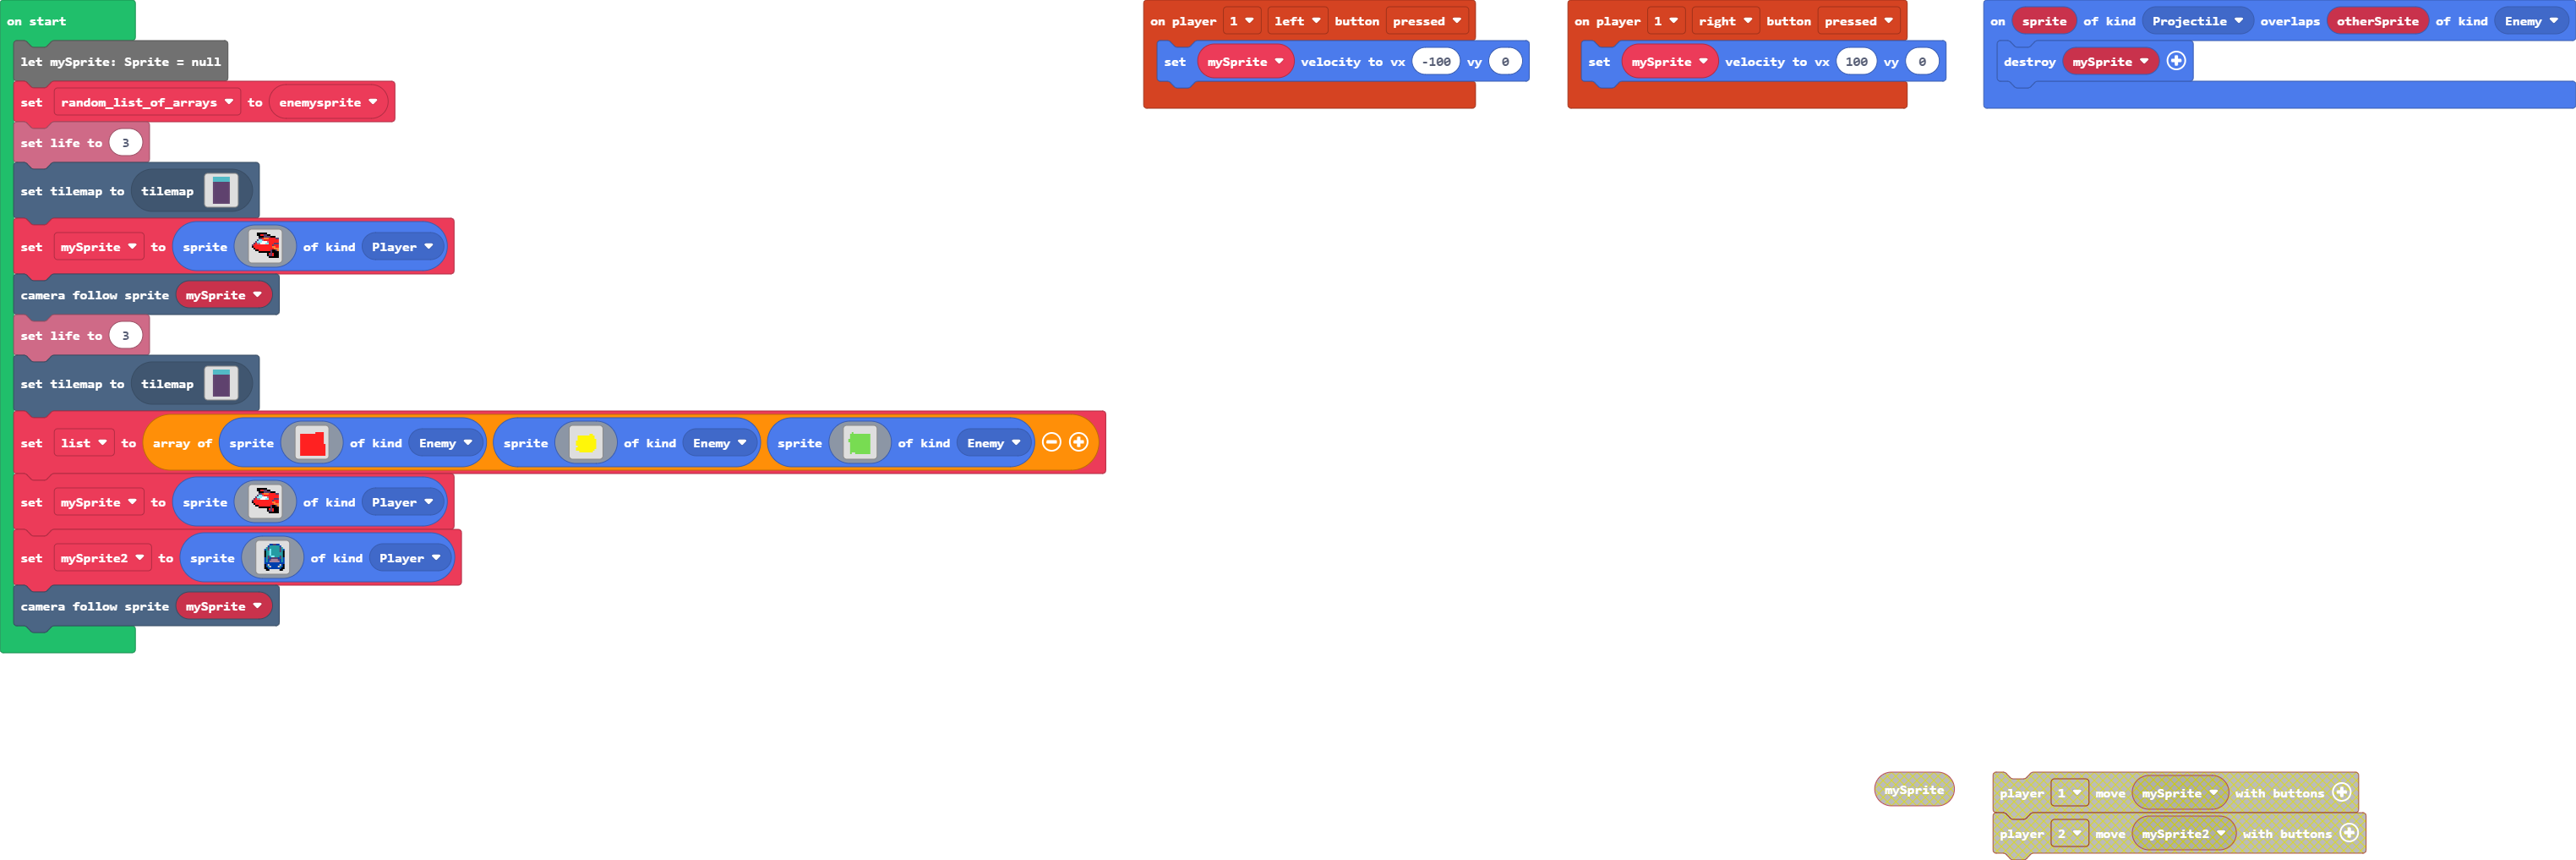 on start
let mySprite: Sprite = null
set random_list_of_arrays to enemysprite
set life to 3
set tilemap to tilemap
set mySprite to sprite of kind Player
camera follow sprite mySprite
set life to 3
set tilemap to tilemap
set list to array of sprite of kind Enemy sprite of kind Enemy sprite of kind Enemy
set mySprite to sprite of kind Player
set mySprite2 to sprite of kind Player
camera follow sprite mySprite
on player 1 left button pressed
set mySprite velocity to vx -100 vy 0
on player 1 right button pressed
set mySprite velocity to vx 100 vy 0
on sprite of kind Projectile overlaps otherSprite of kind Enemy
destroy mySprite
mySprite
player 1 move mySprite with buttons
player 2 move mySprite2 with buttons